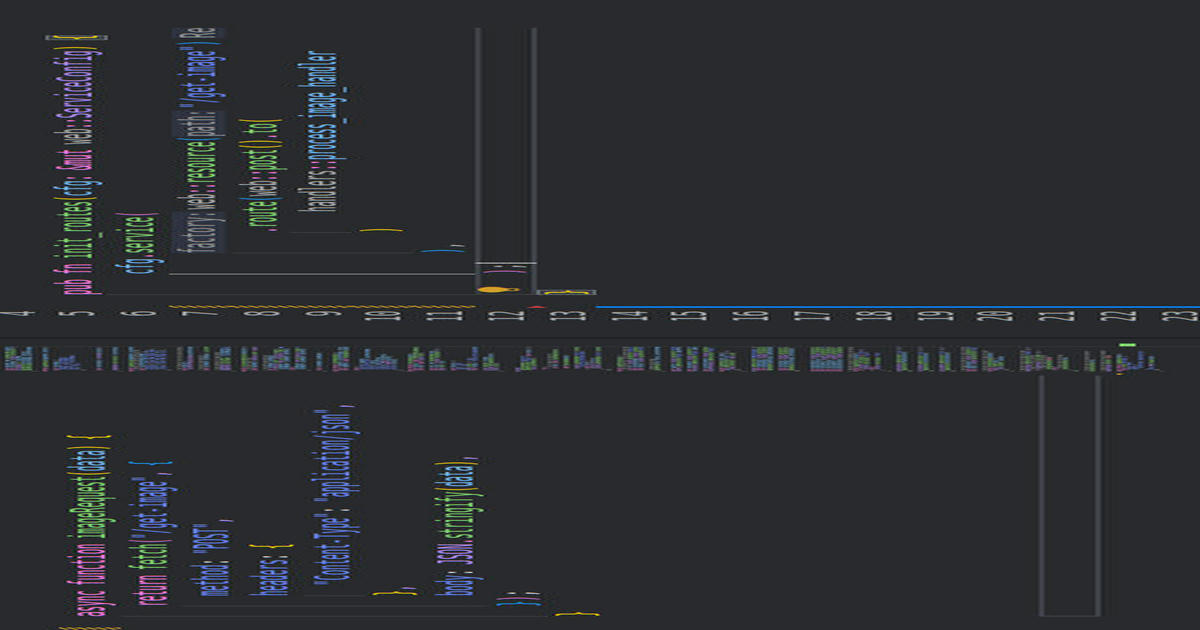 4
5 pub fn init_routes(cfg: &mut web::ServiceConfig) {
6 cfg.service(
7 factory: web::resource(path: "/get-image") Re
8 .route(web::post().to(
9 handlers::process_image_handler
10 )
11 ),
12 );
13 }
14
15
16
17
18
19
20
21
22
23
async function imageRequest(data) {
return fetch("/get-image", {
method: "POST",
headers: {
"Content-Type": "application/json",
},
body: JSON.stringify(data),
});
}